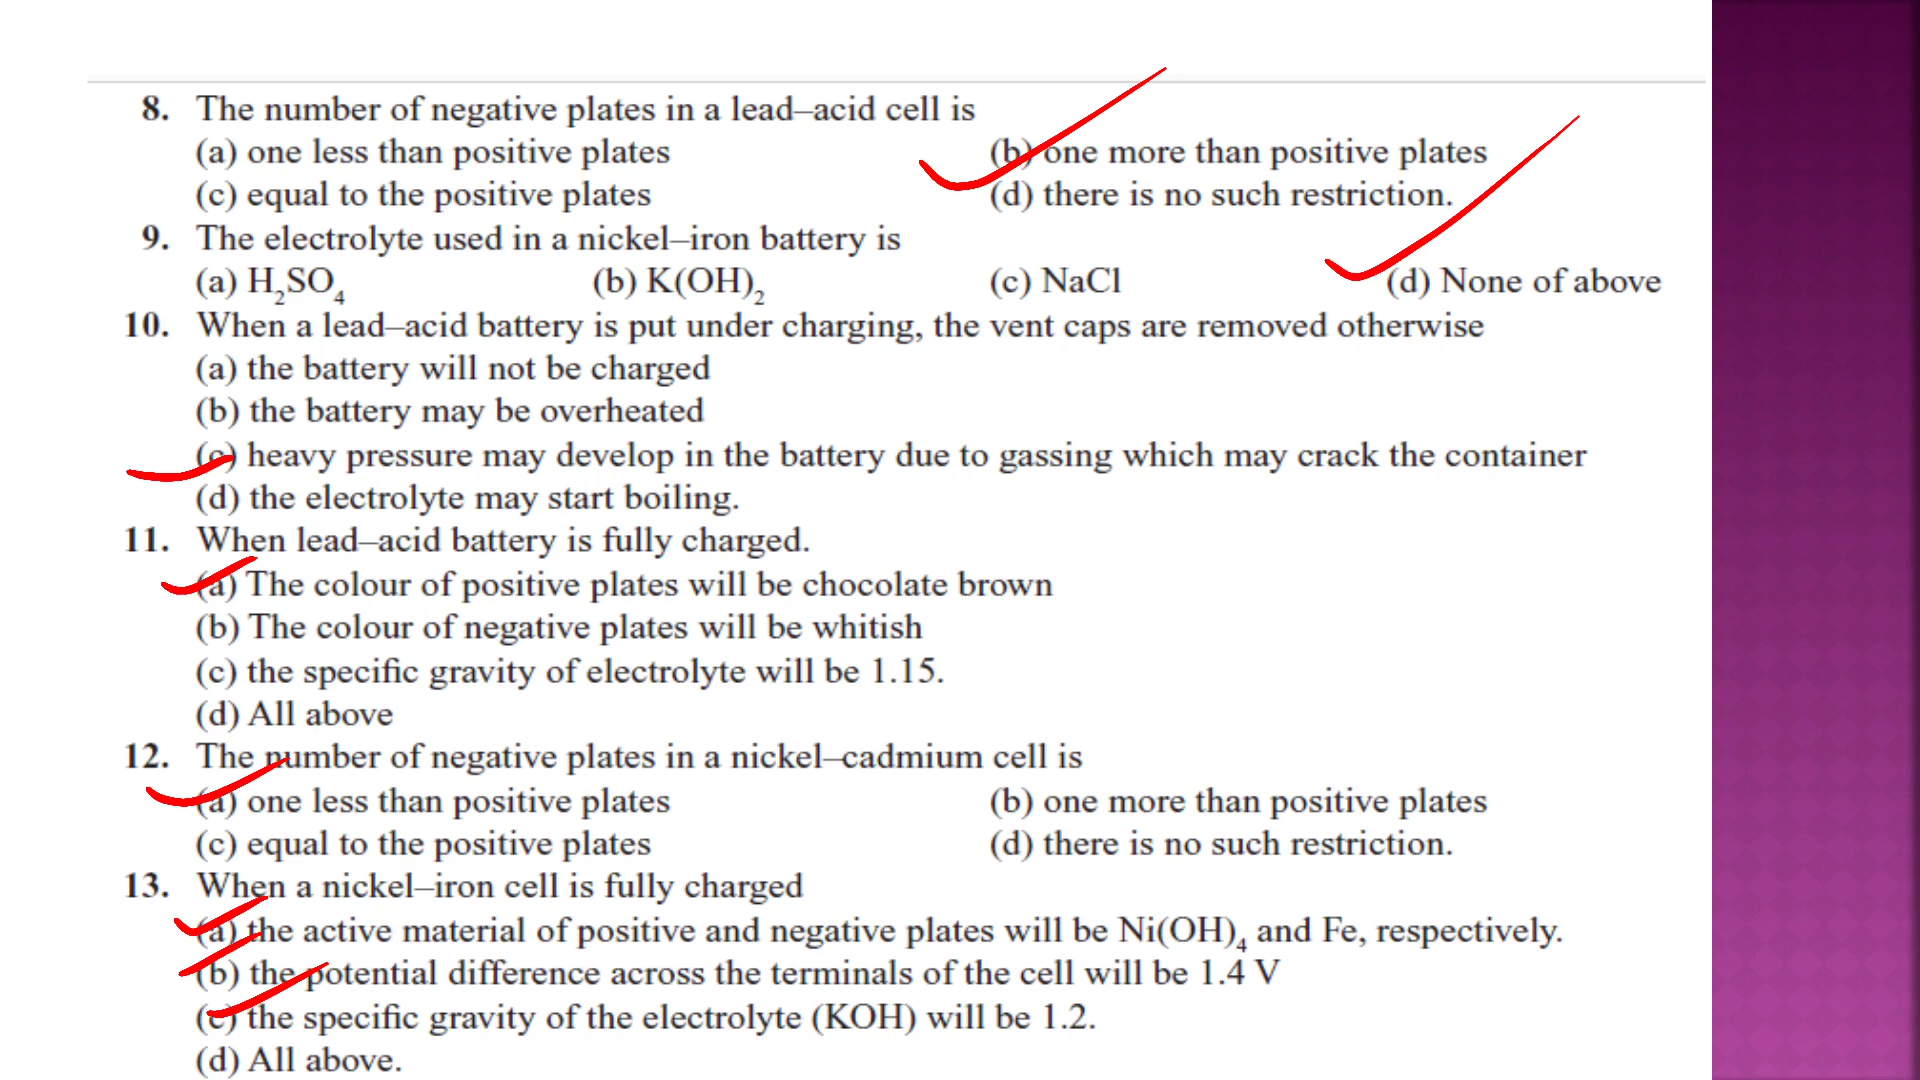 8. The number of negative plates in a lead–acid cell is
(a) one less than positive plates (b) one more than positive plates
(c) equal to the positive plates (d) there is no such restriction.
9. The electrolyte used in a nickel–iron battery is
(a) H₂SO₄ (b) K(OH)₂ (c) NaCl (d) None of above
10. When a lead–acid battery is put under charging, the vent caps are removed otherwise
(a) the battery will not be charged
(b) the battery may be overheated
(c) heavy pressure may develop in the battery due to gassing which may crack the container
(d) the electrolyte may start boiling.
11. When lead–acid battery is fully charged.
(a) The colour of positive plates will be chocolate brown
(b) The colour of negative plates will be whitish
(c) the specific gravity of electrolyte will be 1.15.
(d) All above
12. The number of negative plates in a nickel–cadmium cell is
(a) one less than positive plates (b) one more than positive plates
(c) equal to the positive plates (d) there is no such restriction.
13. When a nickel–iron cell is fully charged
(a) the active material of positive and negative plates will be Ni(OH)₄ and Fe, respectively.
(b) the potential difference across the terminals of the cell will be 1.4 V
(c) the specific gravity of the electrolyte (KOH) will be 1.2.
(d) All above.